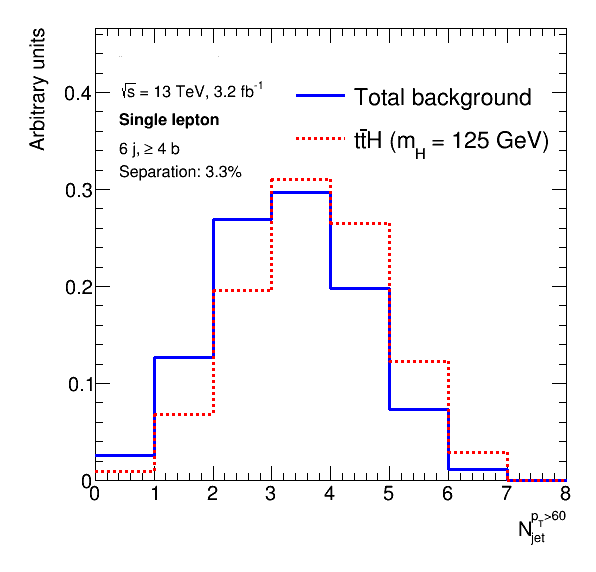 Arbitrary units
√s = 13 TeV, 3.2 fb⁻¹
Single lepton
6 j, ≥ 4 b
Separation: 3.3%
Total background
tt̄H (m_H = 125 GeV)
0.4
0.3
0.2
0.1
0
0 1 2 3 4 5 6 7 8
N_jet^{p_T>60}